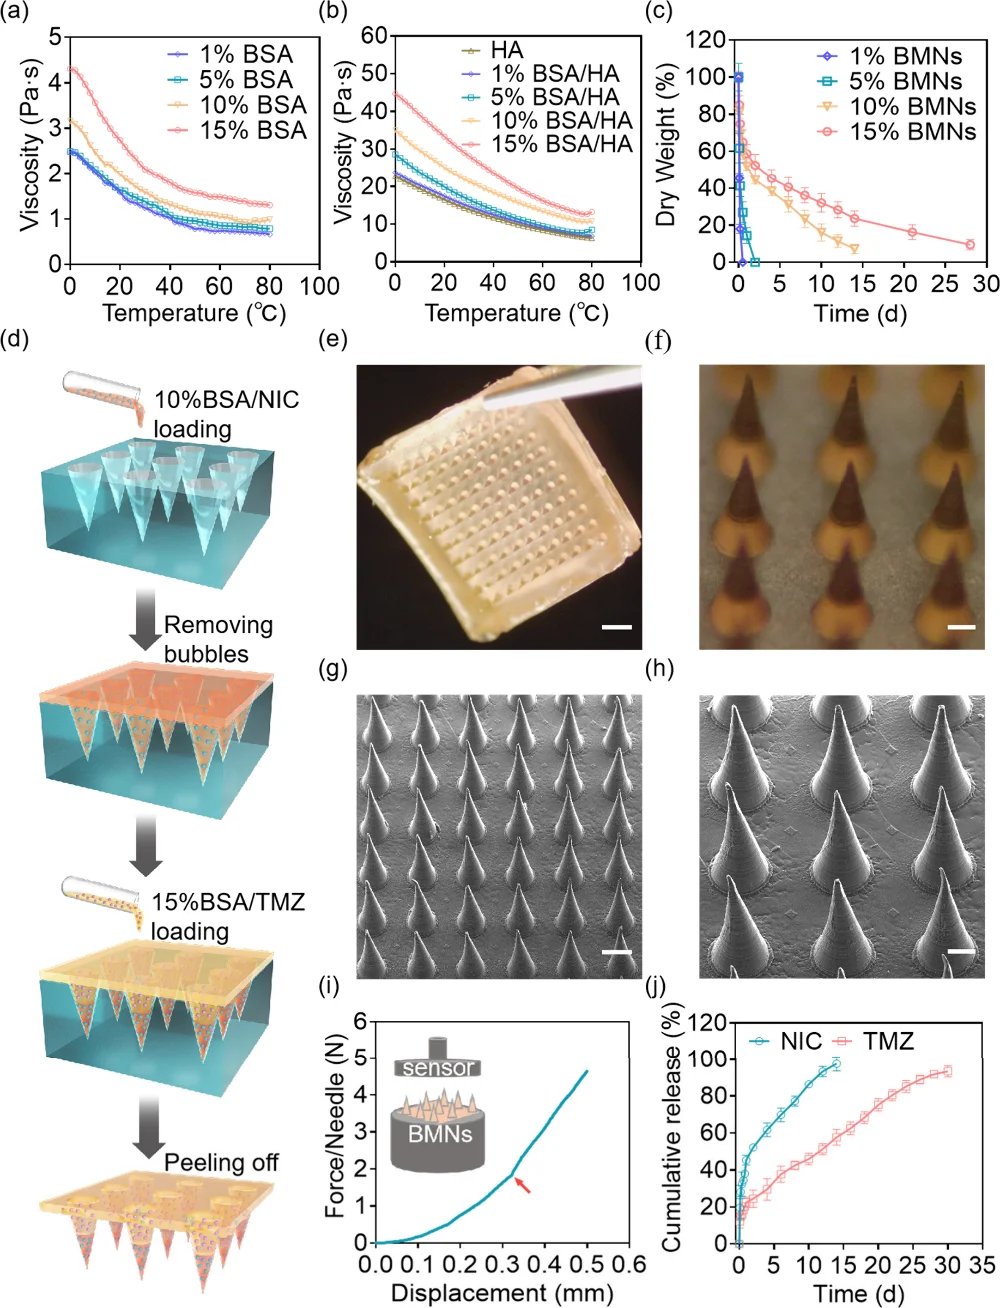 (a)
5
4
3
2
1
0
Viscosity (Pa·s)
1% BSA
5% BSA
10% BSA
15% BSA
0 20 40 60 80 100
Temperature (℃)
(b)
60
50
40
30
20
10
0
Viscosity (Pa·s)
HA
1% BSA/HA
5% BSA/HA
10% BSA/HA
15% BSA/HA
0 20 40 60 80 100
Temperature (℃)
(c)
120
100
80
60
40
20
0
Dry Weight (%)
1% BMNs
5% BMNs
10% BMNs
15% BMNs
0 5 10 15 20 25 30
Time (d)
(d)
10%BSA/NIC
loading
Removing
bubbles
15%BSA/TMZ
loading
Peeling off
(e)
(f)
(g)
(h)
(i)
6
5
4
3
2
1
0
Force/Needle (N)
sensor
BMNs
0.0 0.1 0.2 0.3 0.4 0.5 0.6
Displacement (mm)
(j)
120
100
80
60
40
20
0
Cumulative release (%)
NIC TMZ
0 5 10 15 20 25 30 35
Time (d)